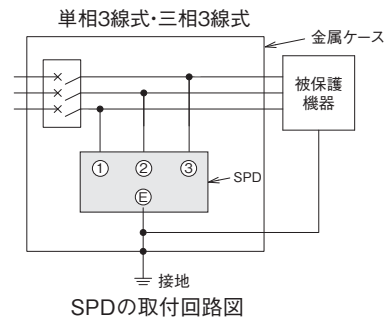 単相3線式・三相3線式
金属ケース
被保護
機器
① ② ③
SPD
Ⓔ
接地
SPDの取付回路図